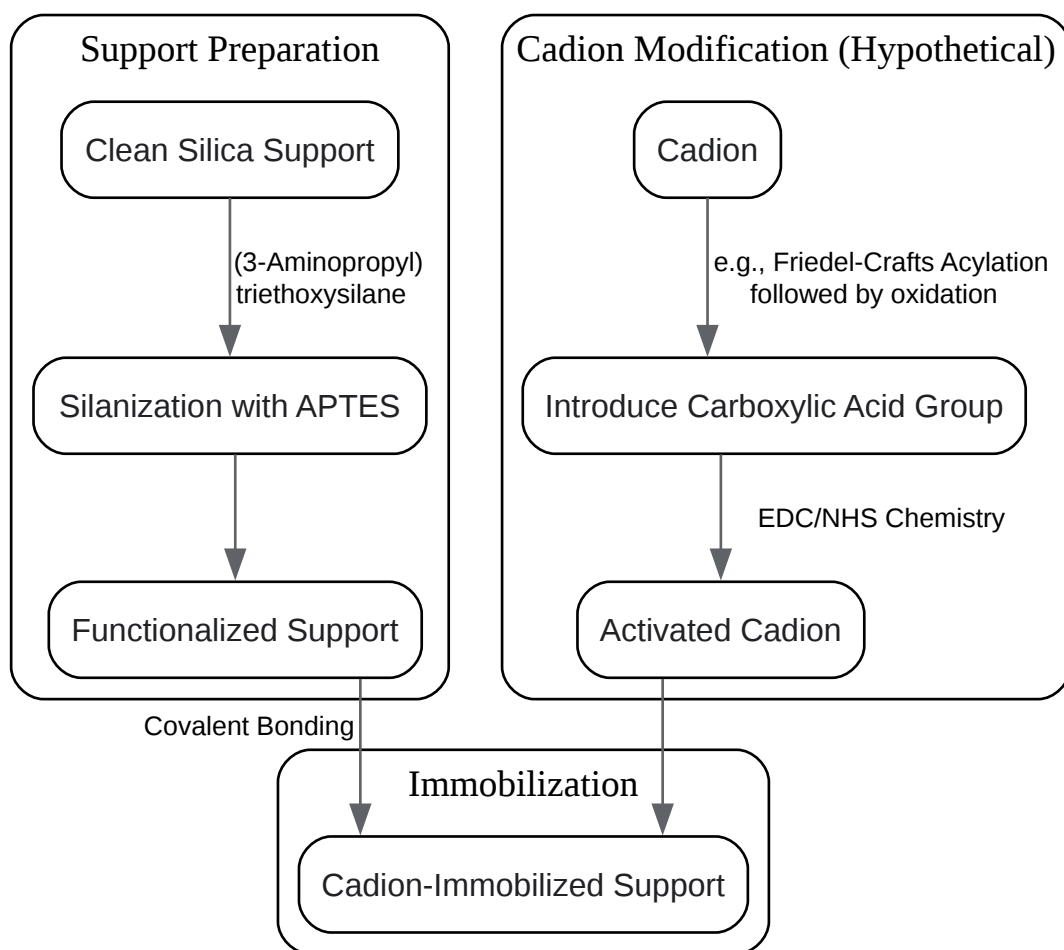 Support Preparation
Clean Silica Support
(3-Aminopropyl)
triethoxysilane
Silanization with APTES
Functionalized Support
Cadion Modification (Hypothetical)
Cadion
e.g., Friedel-Crafts Acylation
followed by oxidation
Introduce Carboxylic Acid Group
EDC/NHS Chemistry
Activated Cadion
Covalent Bonding
Immobilization
Cadion-Immobilized Support